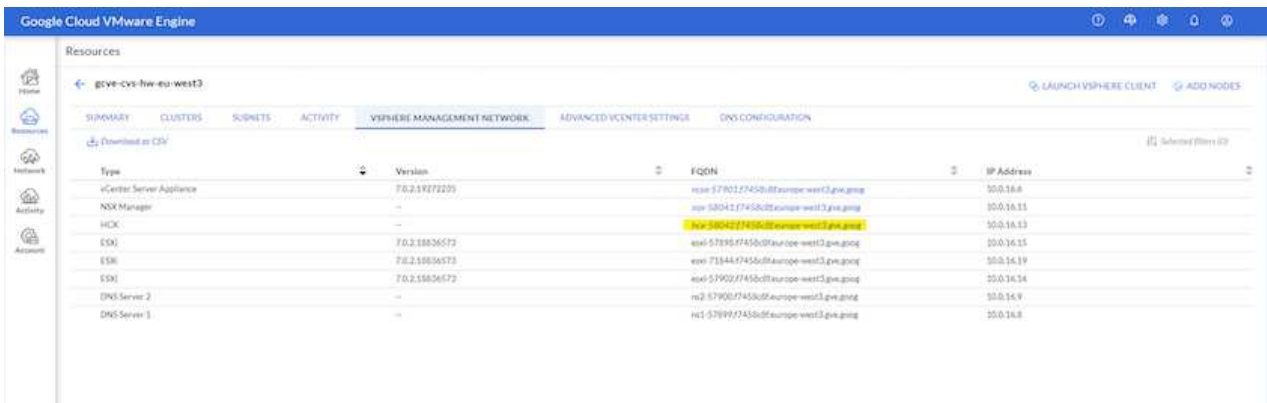 Google Cloud VMware Engine
Resources
gcve-cvs-hw-eu-west3
LAUNCH VSPHERE CLIENT ADD NODES
SUMMARY CLUSTERS SUBNETS ACTIVITY VSPHERE MANAGEMENT NETWORK ADVANCED VCENTER SETTINGS DNS CONFIGURATION
Download as CSV Selected filters (0)
Type Version FQDN IP Address
vCenter Server Appliance 7.0.2.19272235 10.0.16.6
NSX Manager -- 10.0.16.11
HCX -- 10.0.16.13
ESXi 7.0.2.18836573 10.0.16.15
ESXi 7.0.2.18836573 10.0.16.19
ESXi 7.0.2.18836573 10.0.16.14
DNS Server 2 -- 10.0.16.9
DNS Server 1 -- 10.0.16.8
Home
Resources
Network
Activity
Account